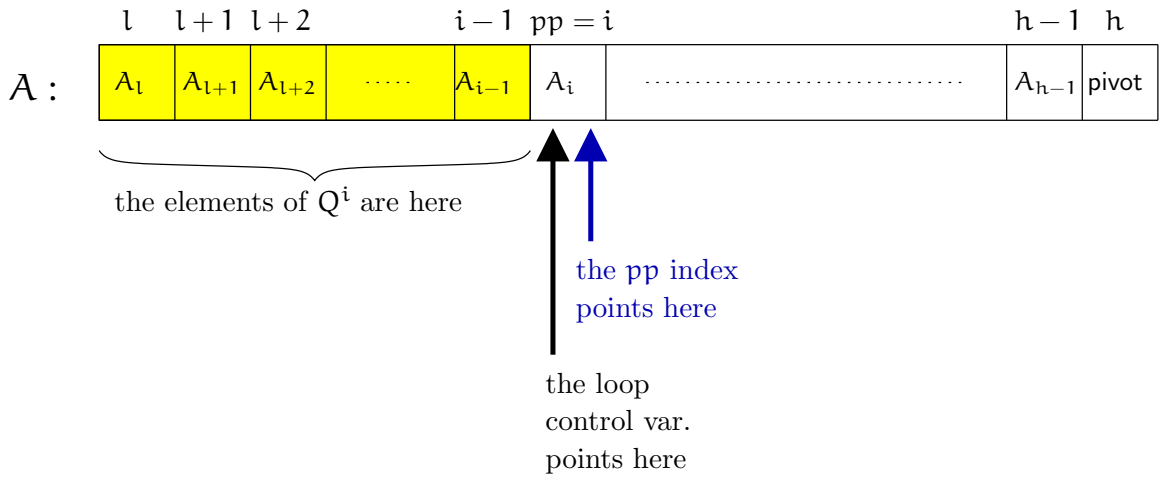 l l + 1 l + 2 i − 1 pp = i h − 1 h
A : A_l A_{l+1} A_{l+2} ..... A_{i−1} A_i ................................ A_{h−1} pivot
the elements of Q^i are here
the pp index
points here
the loop
control var.
points here